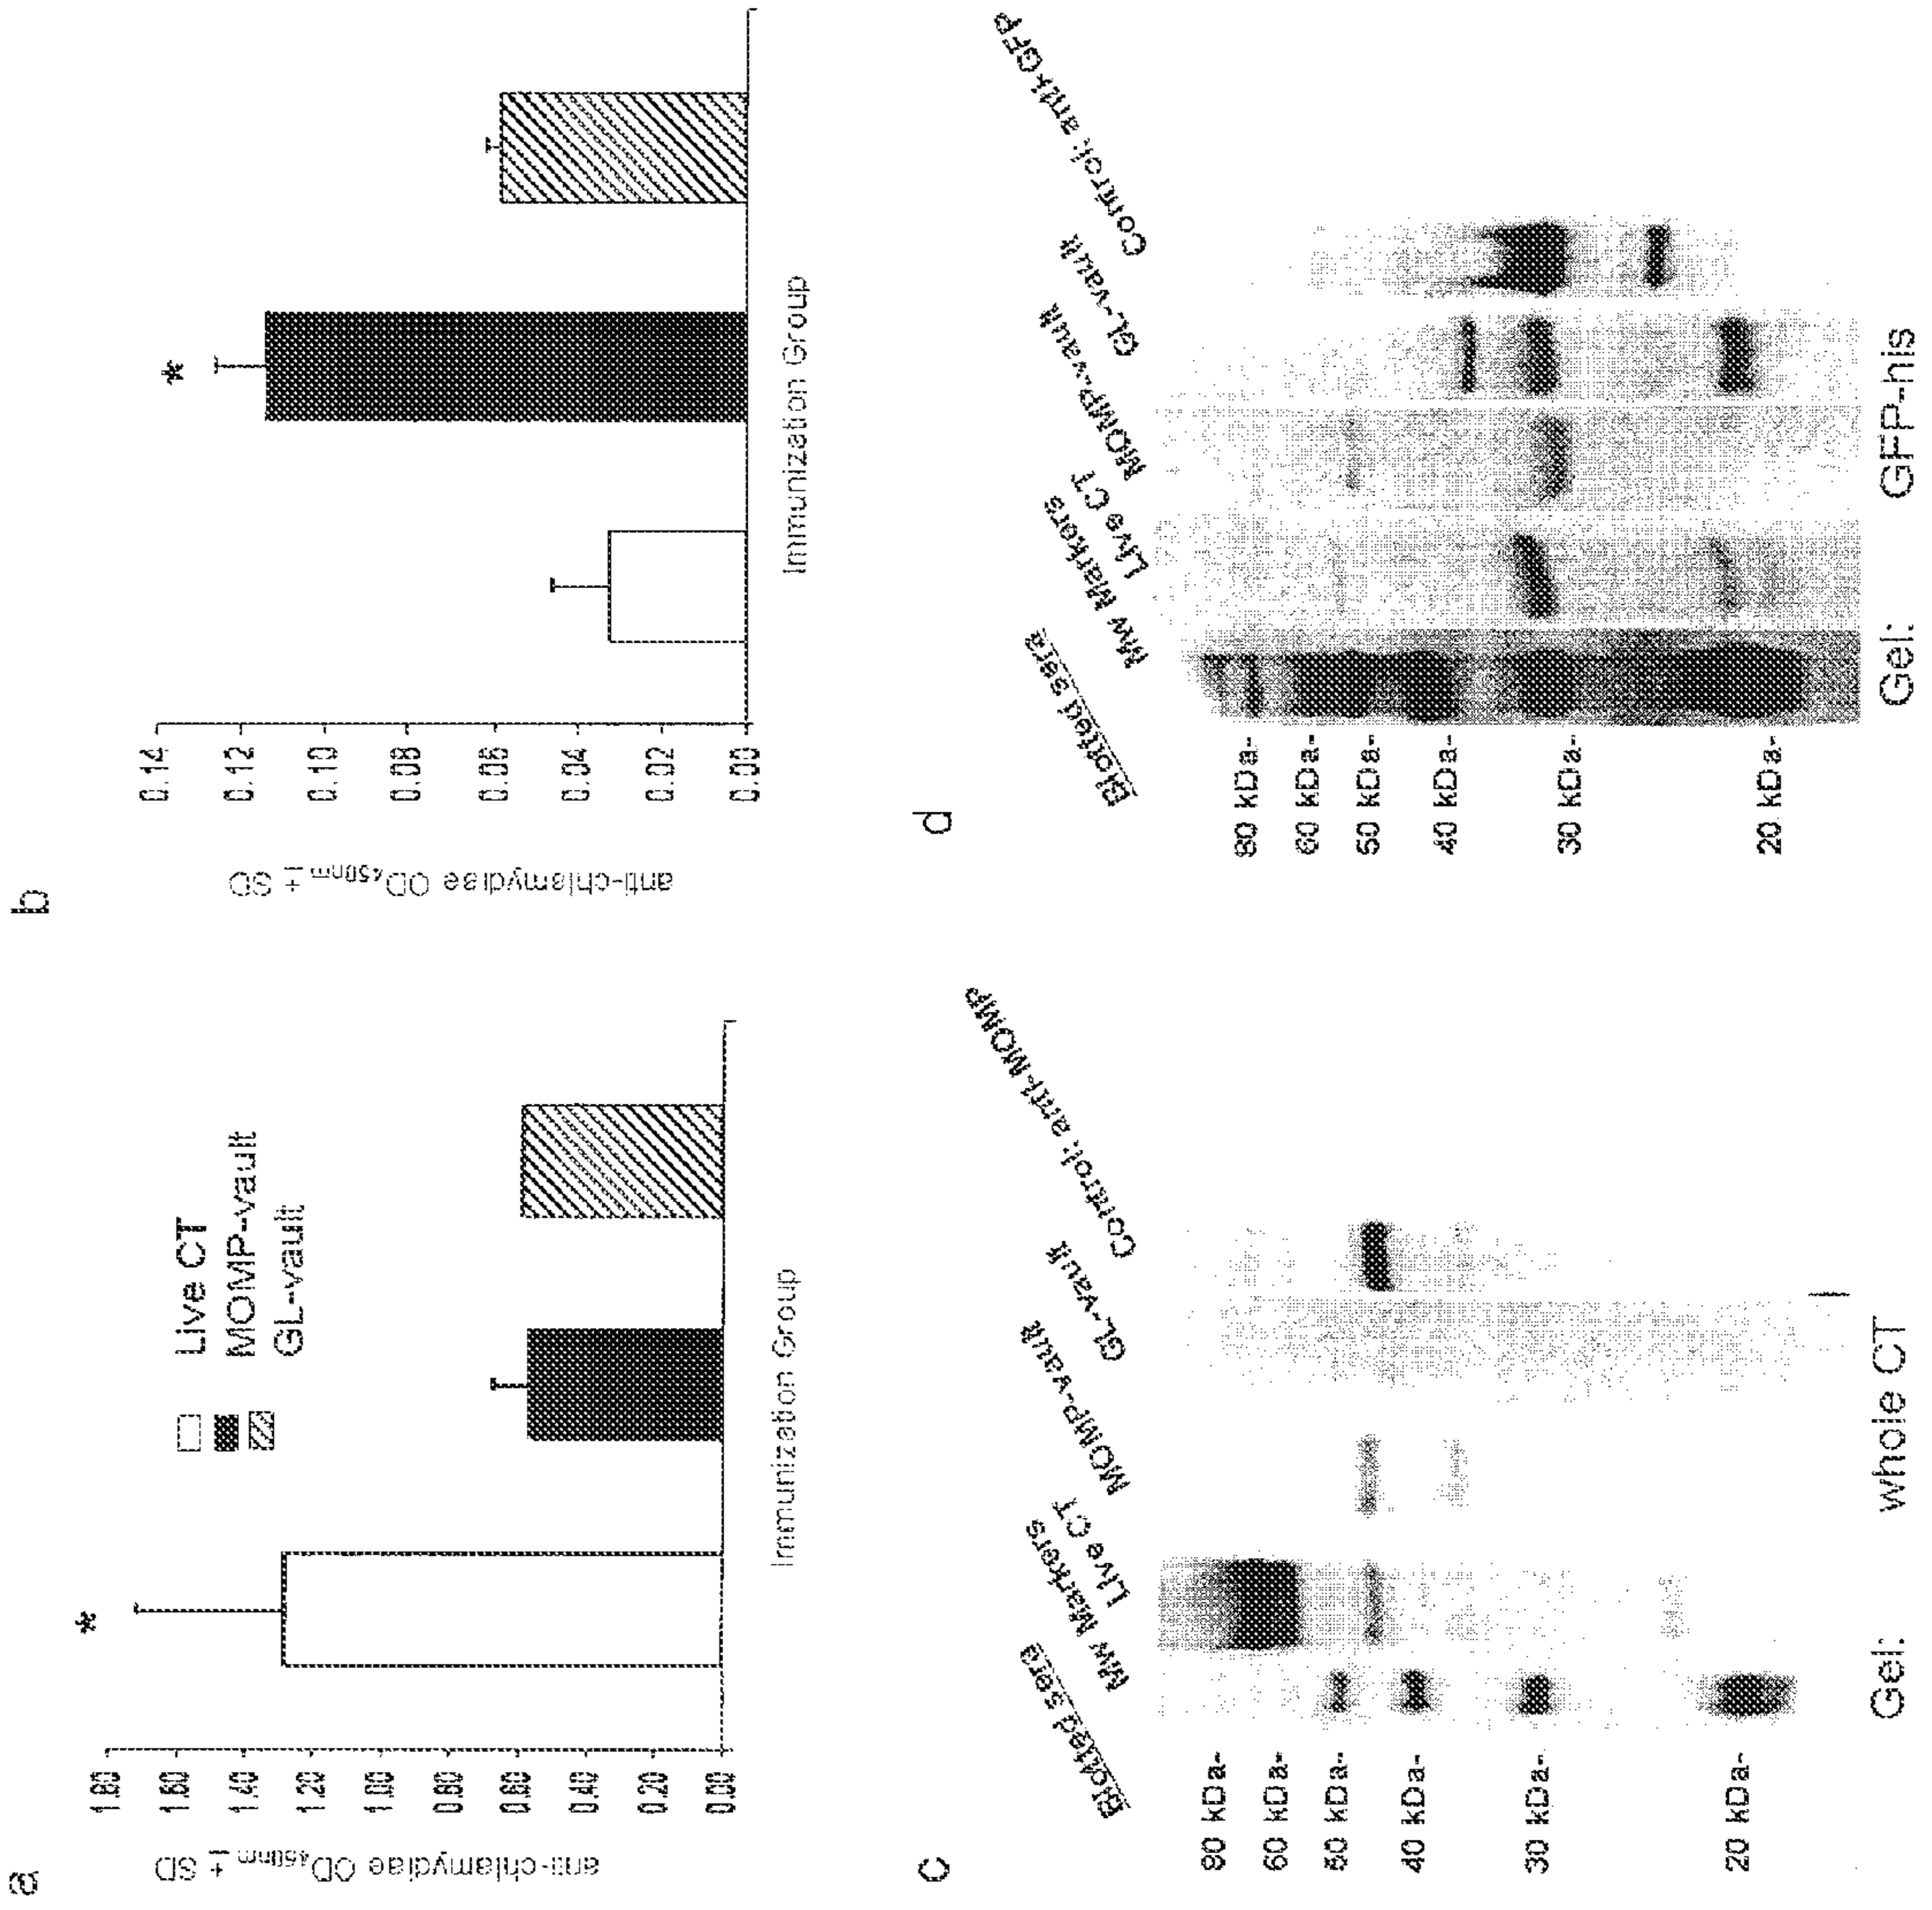 a
anti-chlamydiae OD450nm ± SD
1.80
1.60
1.40
1.20
1.00
0.80
0.60
0.40
0.20
0.00
*
Live CT
MOMP-vault
GL-vault
Immunization Group
b
anti-chlamydiae OD450nm ± SD
0.14
0.12
0.10
0.08
0.06
0.04
0.02
0.00
*
Immunization Group
c
Blotted sera
MW Markers
Live CT
MOMP-vault
GL-vault
Control: anti-MOMP
80 kDa-
60 kDa-
50 kDa-
40 kDa-
30 kDa-
20 kDa-
Gel: whole CT
d
Blotted sera
MW Markers
Live CT
MOMP-vault
GL-vault
Control: anti-GFP
80 kDa-
60 kDa-
50 kDa-
40 kDa-
30 kDa-
20 kDa-
Gel: GFP-his